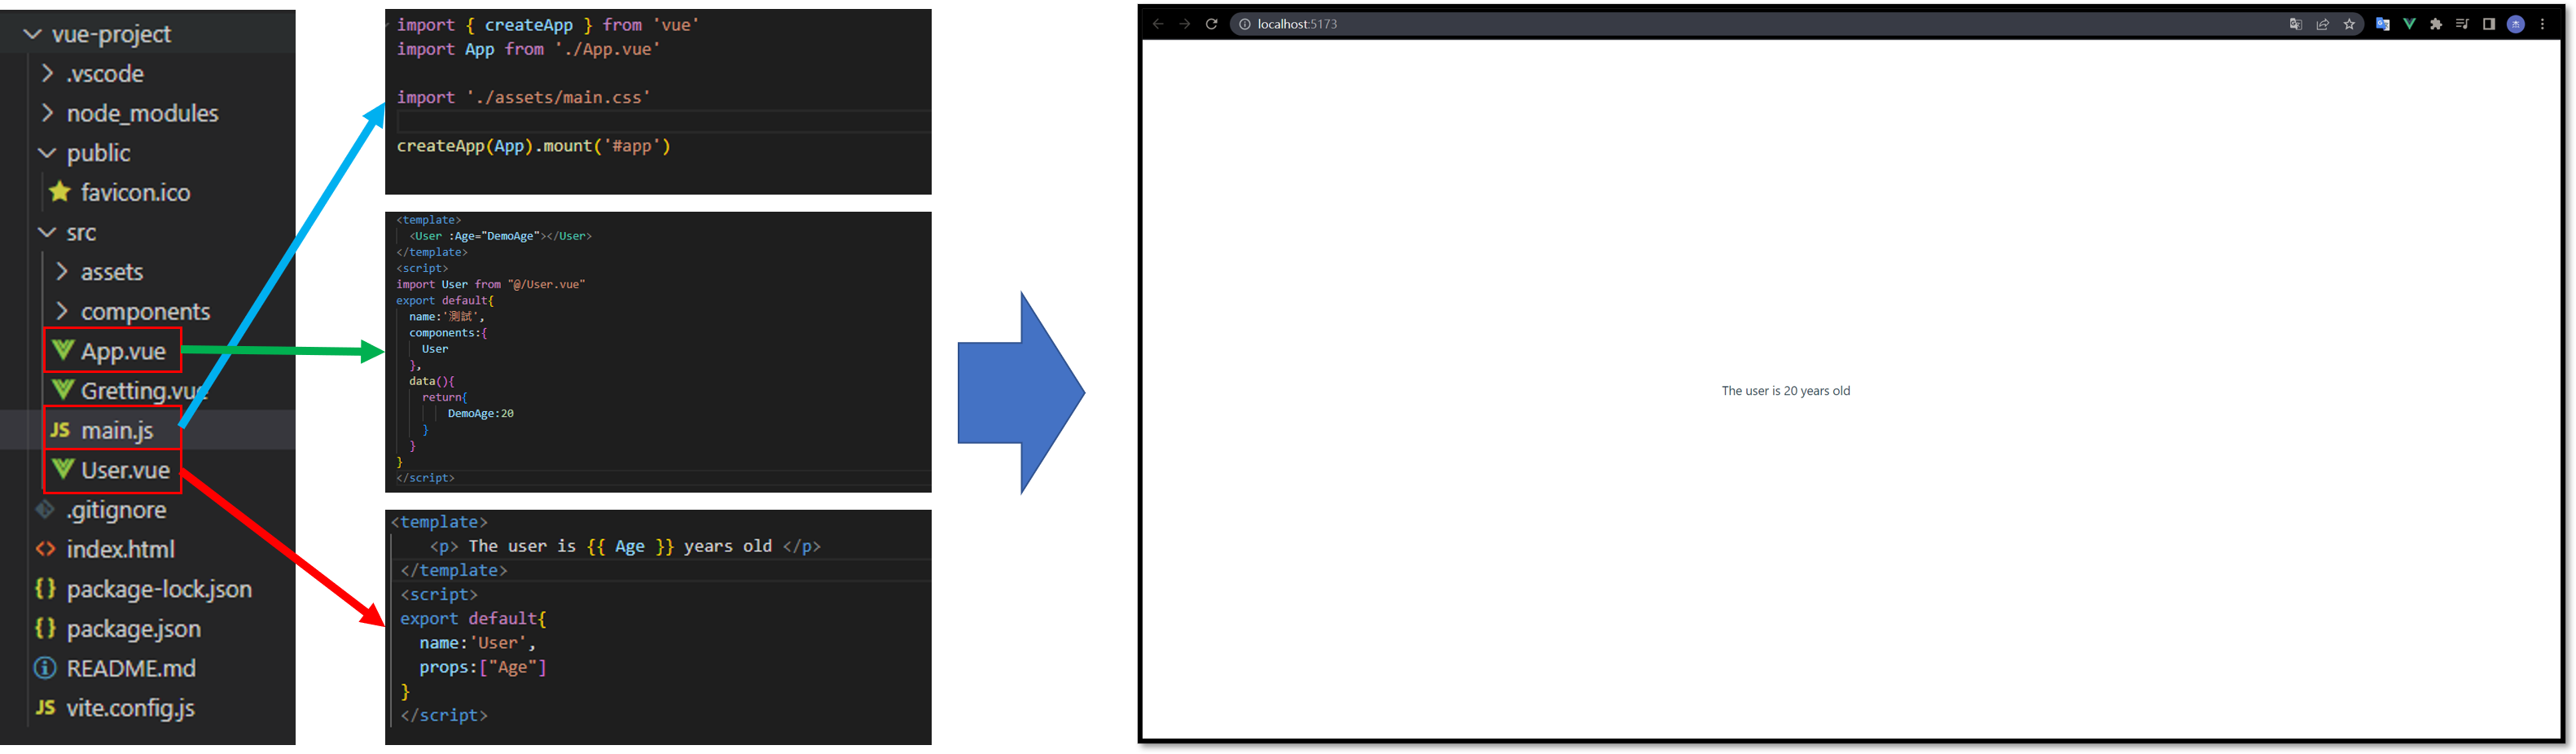 vue-project
.vscode
node_modules
public
favicon.ico
src
assets
components
App.vue
Gretting.vue
JS main.js
User.vue
.gitignore
<> index.html
{} package-lock.json
{} package.json
README.md
JS vite.config.js
import { createApp } from 'vue'
import App from './App.vue'
import './assets/main.css'
createApp(App).mount('#app')
<template>
<User :Age="DemoAge"></User>
</template>
<script>
import User from "@/User.vue"
export default{
name:'測試',
components:{
User
},
data(){
return{
DemoAge:20
}
}
}
</script>
<template>
<p> The user is {{ Age }} years old </p>
</template>
<script>
export default{
name:'User',
props:["Age"]
}
</script>
localhost:5173
The user is 20 years old